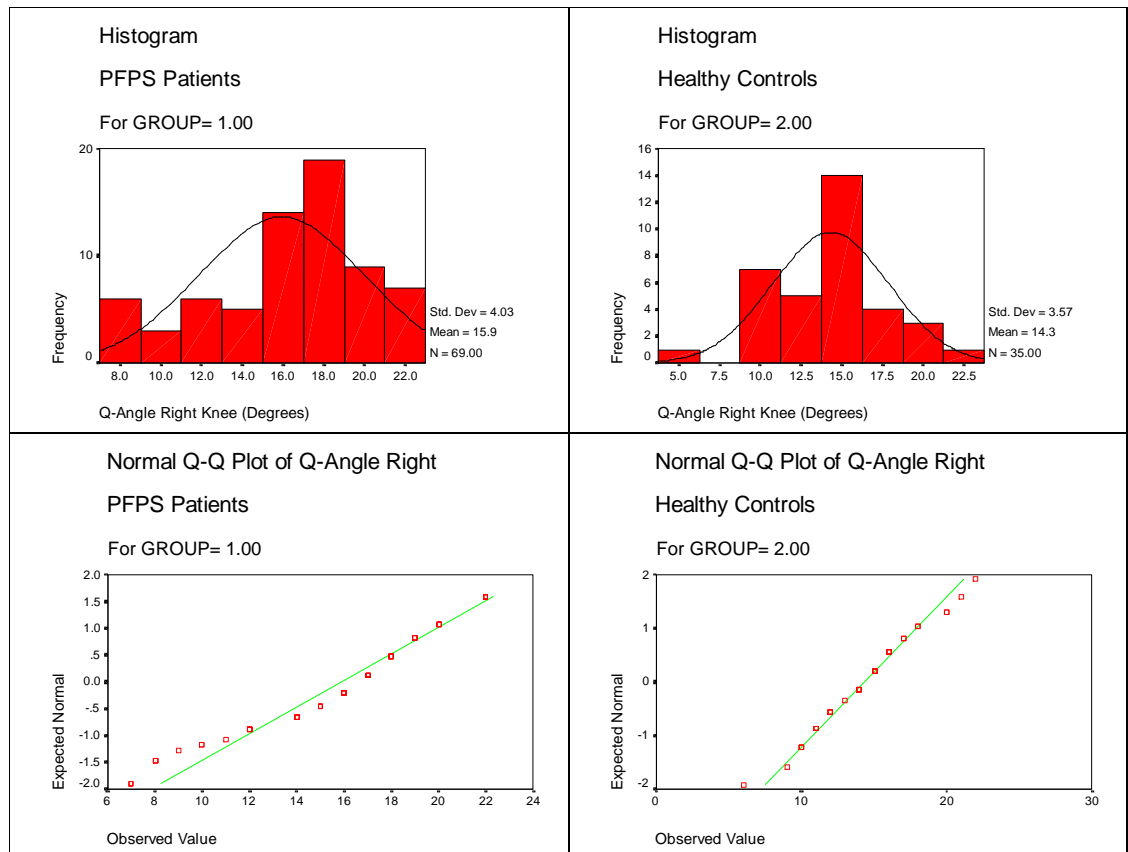 Histogram
PFPS Patients
For GROUP= 1.00
20
10
0
Frequency
8.0 10.0 12.0 14.0 16.0 18.0 20.0 22.0
Std. Dev = 4.03
Mean = 15.9
N = 69.00
Q-Angle Right Knee (Degrees)
Histogram
Healthy Controls
For GROUP= 2.00
16
14
12
10
8
6
4
2
0
Frequency
5.0 7.5 10.0 12.5 15.0 17.5 20.0 22.5
Std. Dev = 3.57
Mean = 14.3
N = 35.00
Q-Angle Right Knee (Degrees)
Normal Q-Q Plot of Q-Angle Right
PFPS Patients
For GROUP= 1.00
2.0
1.5
1.0
.5
0.0
-.5
-1.0
-1.5
-2.0
Expected Normal
6 8 10 12 14 16 18 20 22 24
Observed Value
Normal Q-Q Plot of Q-Angle Right
Healthy Controls
For GROUP= 2.00
2
1
0
-1
-2
Expected Normal
0 10 20 30
Observed Value